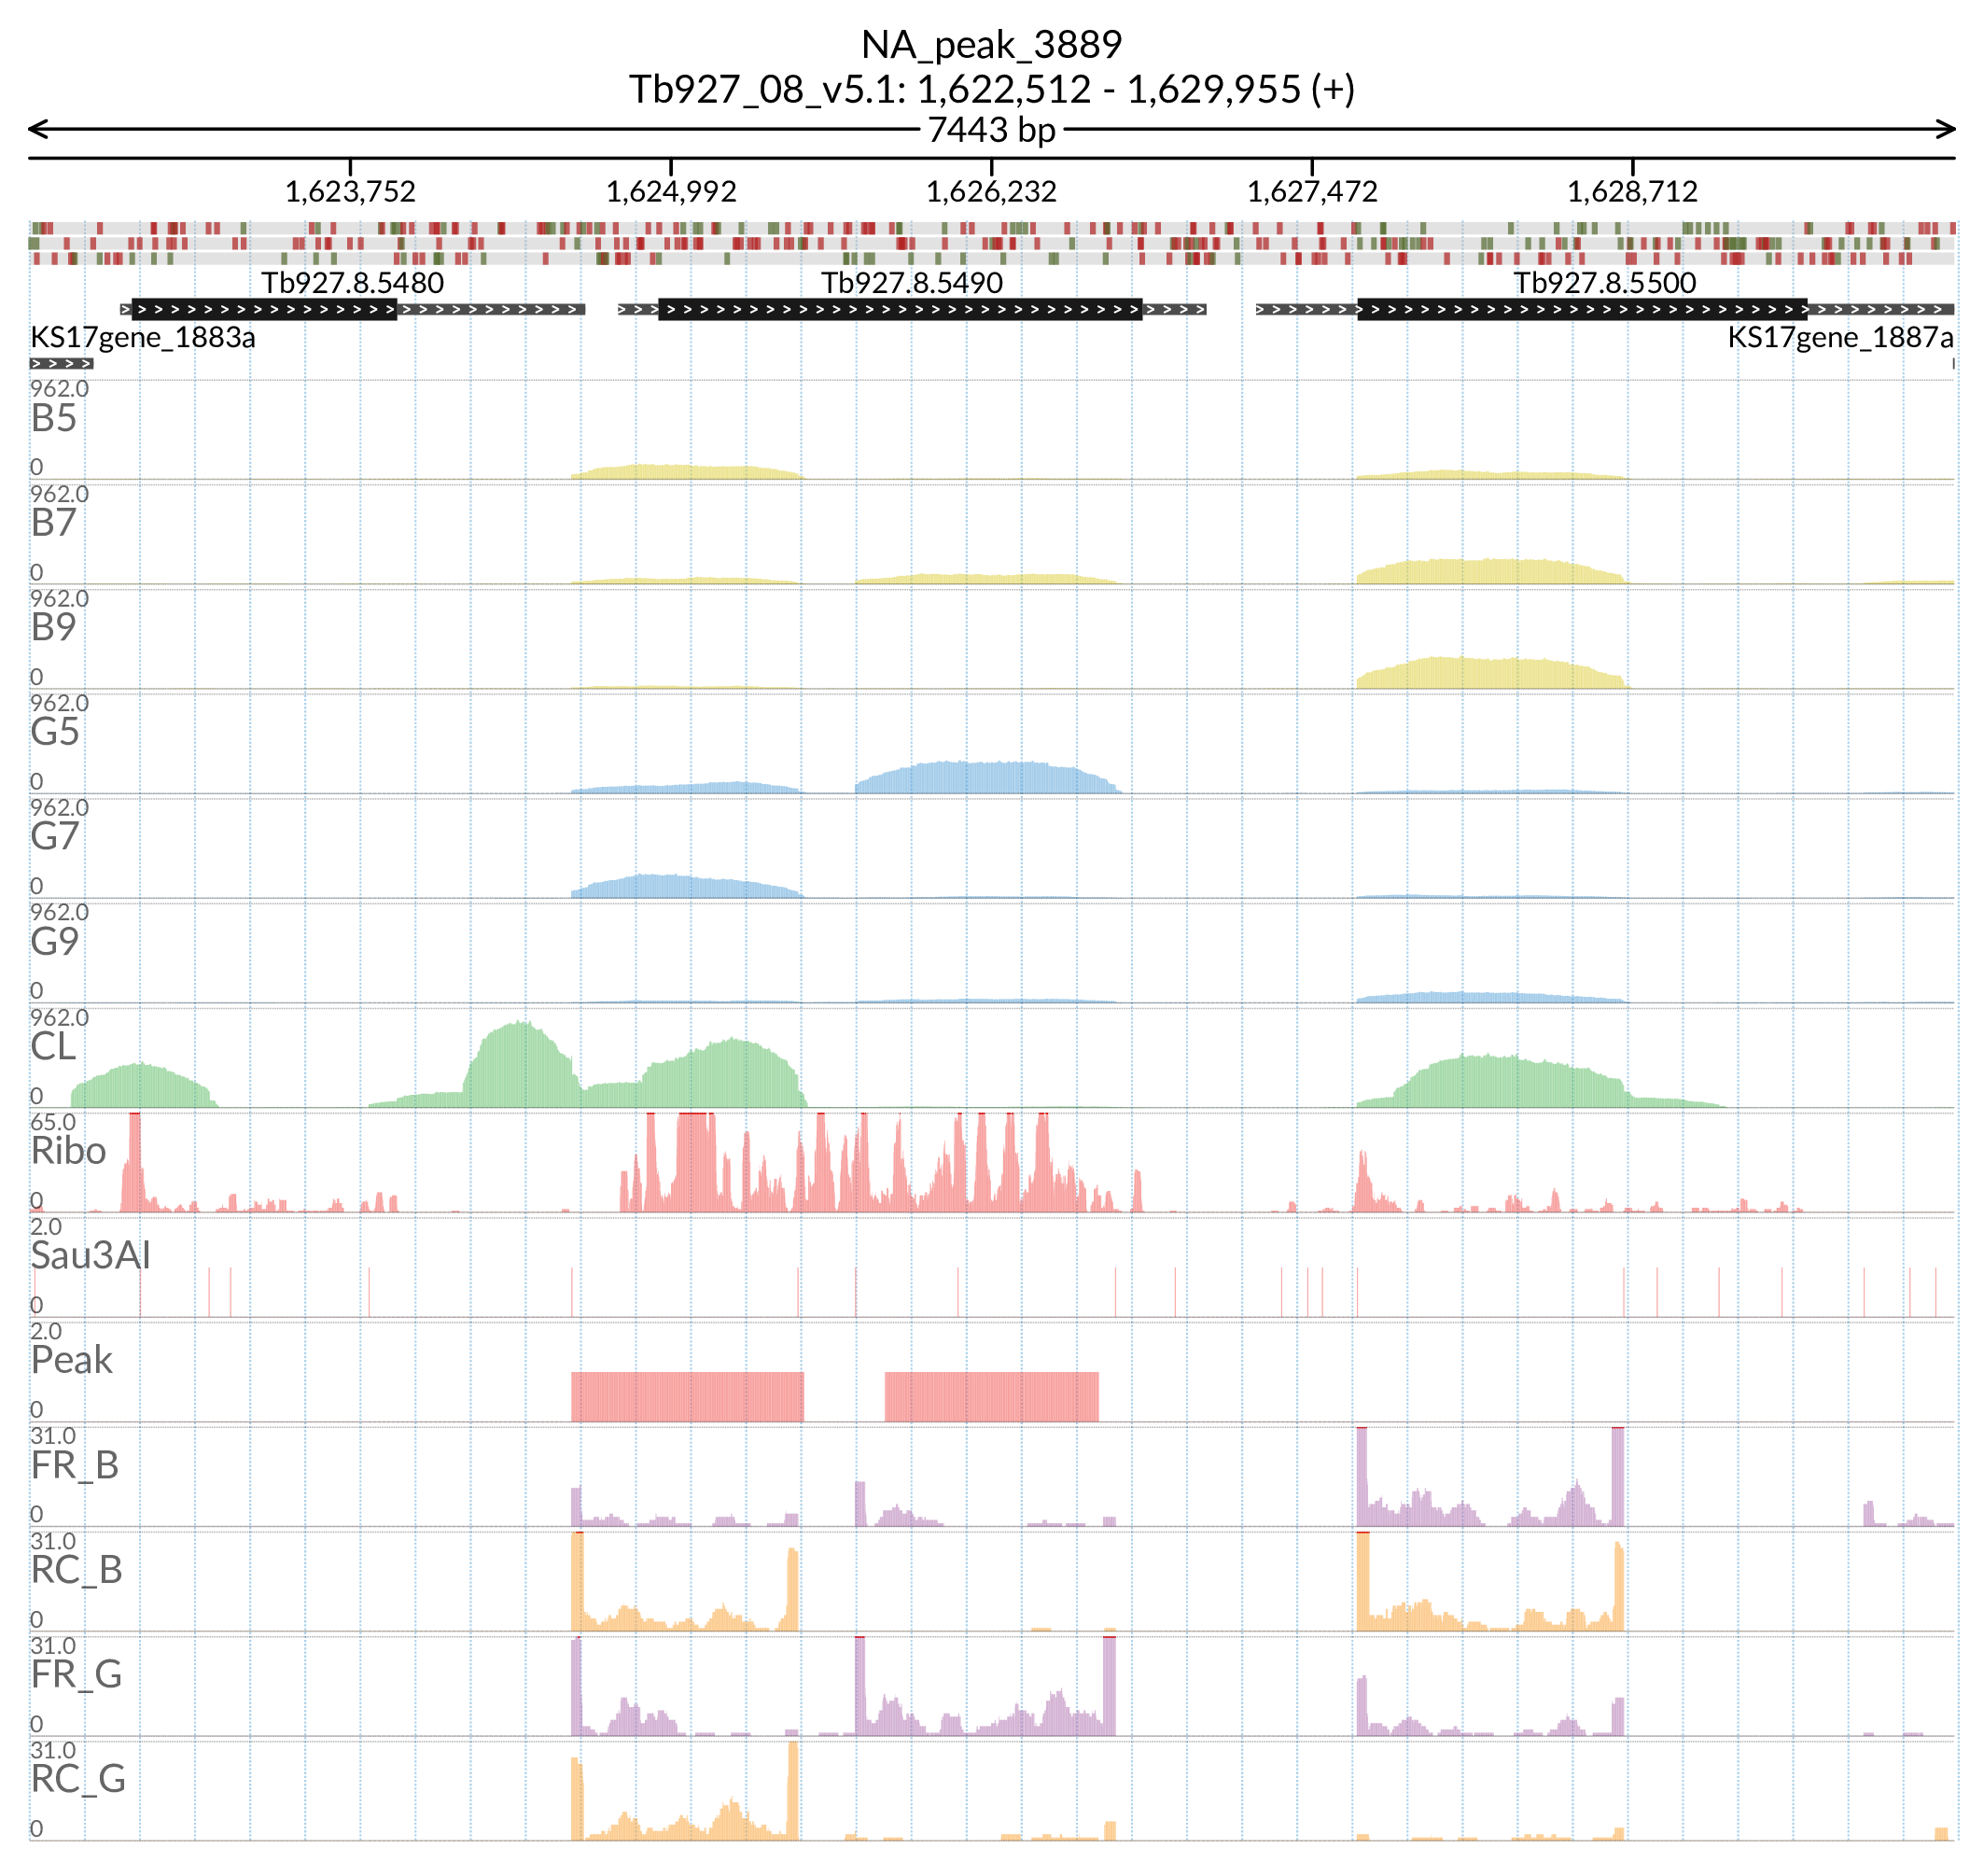 NA_peak_3889
Tb927_08_v5.1: 1,622,512 - 1,629,955 (+)
7443 bp
1,623,752 1,624,992 1,626,232 1,627,472 1,628,712
Tb927.8.5480 Tb927.8.5490 Tb927.8.5500
KS17gene_1883a KS17gene_1887a
962.0
B5
0
962.0
B7
0
962.0
B9
0
962.0
G5
0
962.0
G7
0
962.0
G9
0
962.0
CL
0
65.0
Ribo
0
2.0
Sau3AI
0
2.0
Peak
0
31.0
FR_B
0
31.0
RC_B
0
31.0
FR_G
0
31.0
RC_G
0